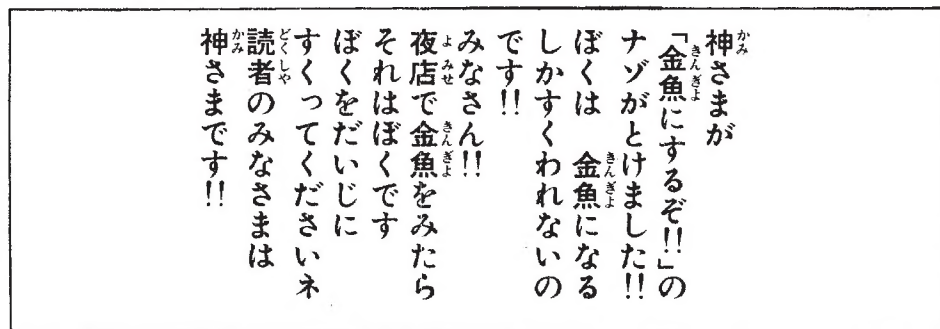 神さまが
「金魚にするぞ!!」の
ナゾがとけました!!
ぼくは　金魚になる
しかすくわれないの
です!!
みなさん!!
夜店で金魚をみたら
それはぼくです
ぼくをだいじに
すくってくださいネ
読者のみなさまは
神さまです!!